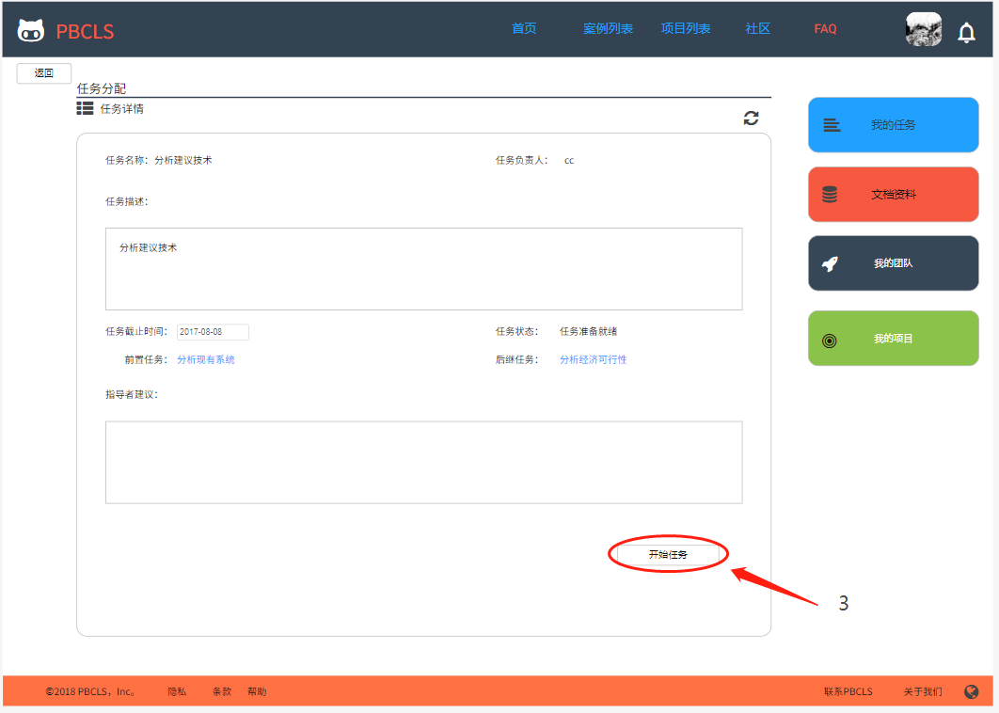 PBCLS 首页 案例列表 项目列表 社区 FAQ
返回
任务分配
任务详情
我的任务
文档资料
我的团队
我的项目
任务名称：分析建议技术 任务负责人： cc
任务描述：
分析建议技术
任务截止时间： 2017-08-08 任务状态： 任务准备就绪
前置任务： 分析现有系统 后继任务： 分析经济可行性
指导者建议：
开始任务
3
©2018 PBCLS，Inc。 隐私 条款 帮助 联系PBCLS 关于我们